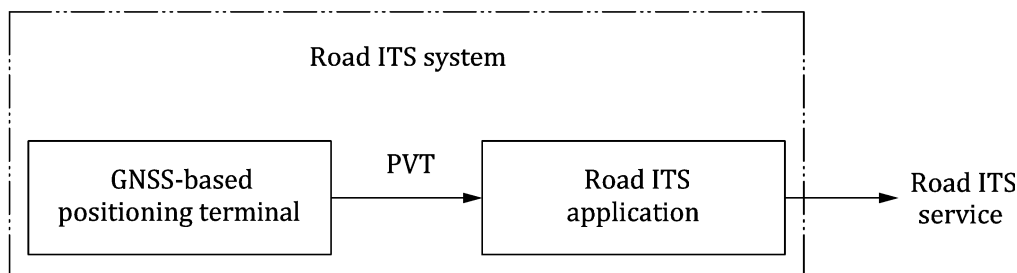 Road ITS system
GNSS-based
positioning terminal
PVT
Road ITS
application
Road ITS
service